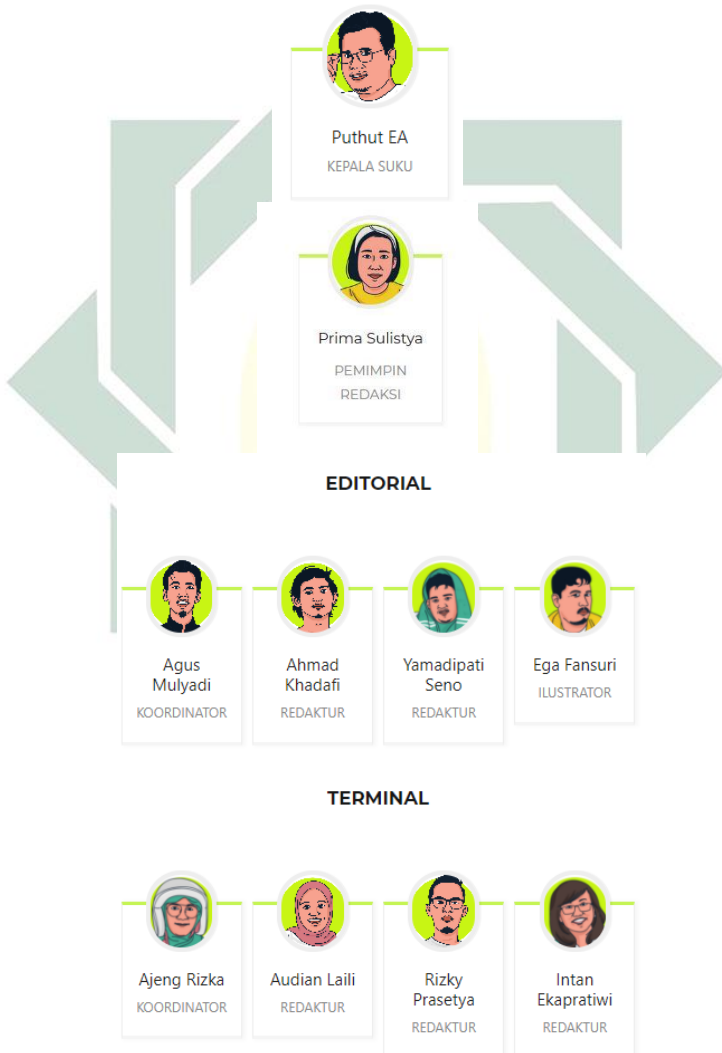 Puthut EA
KEPALA SUKU
Prima Sulistya
PEMIMPIN
REDAKSI
EDITORIAL
Agus
Mulyadi
KOORDINATOR
Ahmad
Khadafi
REDAKTUR
Yamadipati
Seno
REDAKTUR
Ega Fansuri
ILUSTRATOR
TERMINAL
Ajeng Rizka
KOORDINATOR
Audian Laili
REDAKTUR
Rizky
Prasetya
REDAKTUR
Intan
Ekapratiwi
REDAKTUR